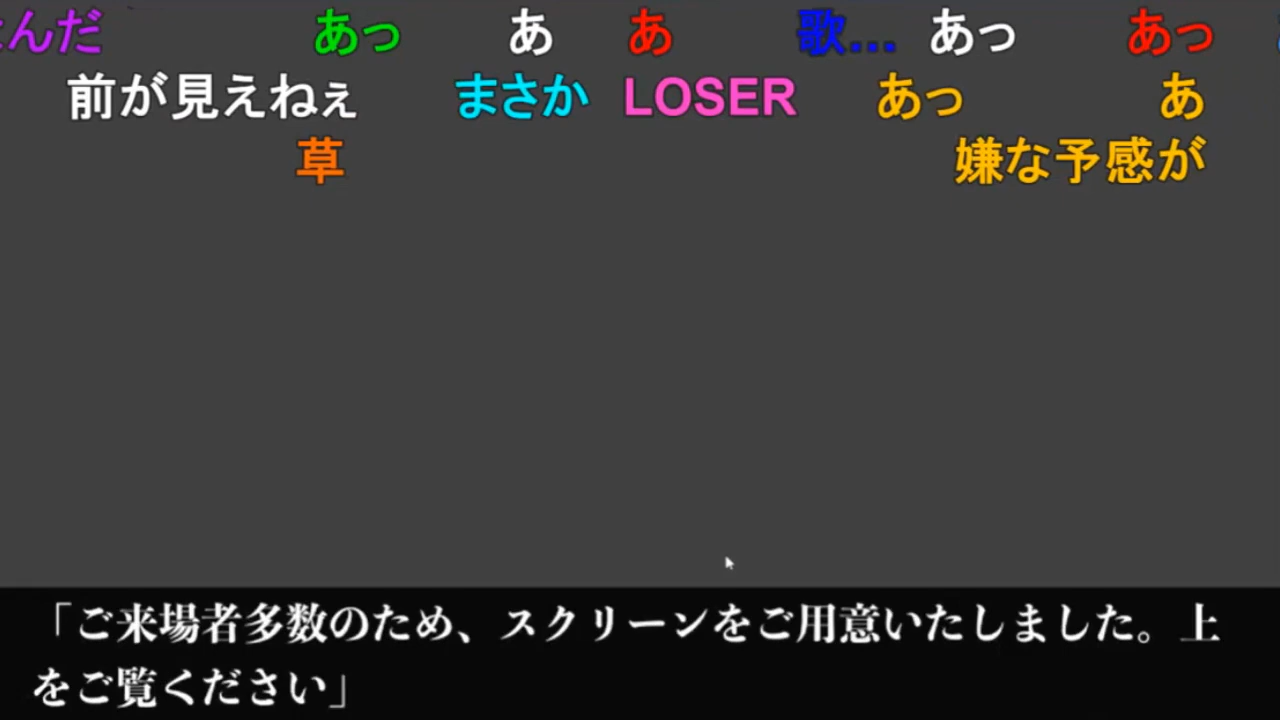 んだ あっ あ あ 歌... あっ あっ
前が見えねぇ まさか LOSER あっ あ
草 嫌な予感が
「ご来場者多数のため、スクリーンをご用意いたしました。上
をご覧ください」